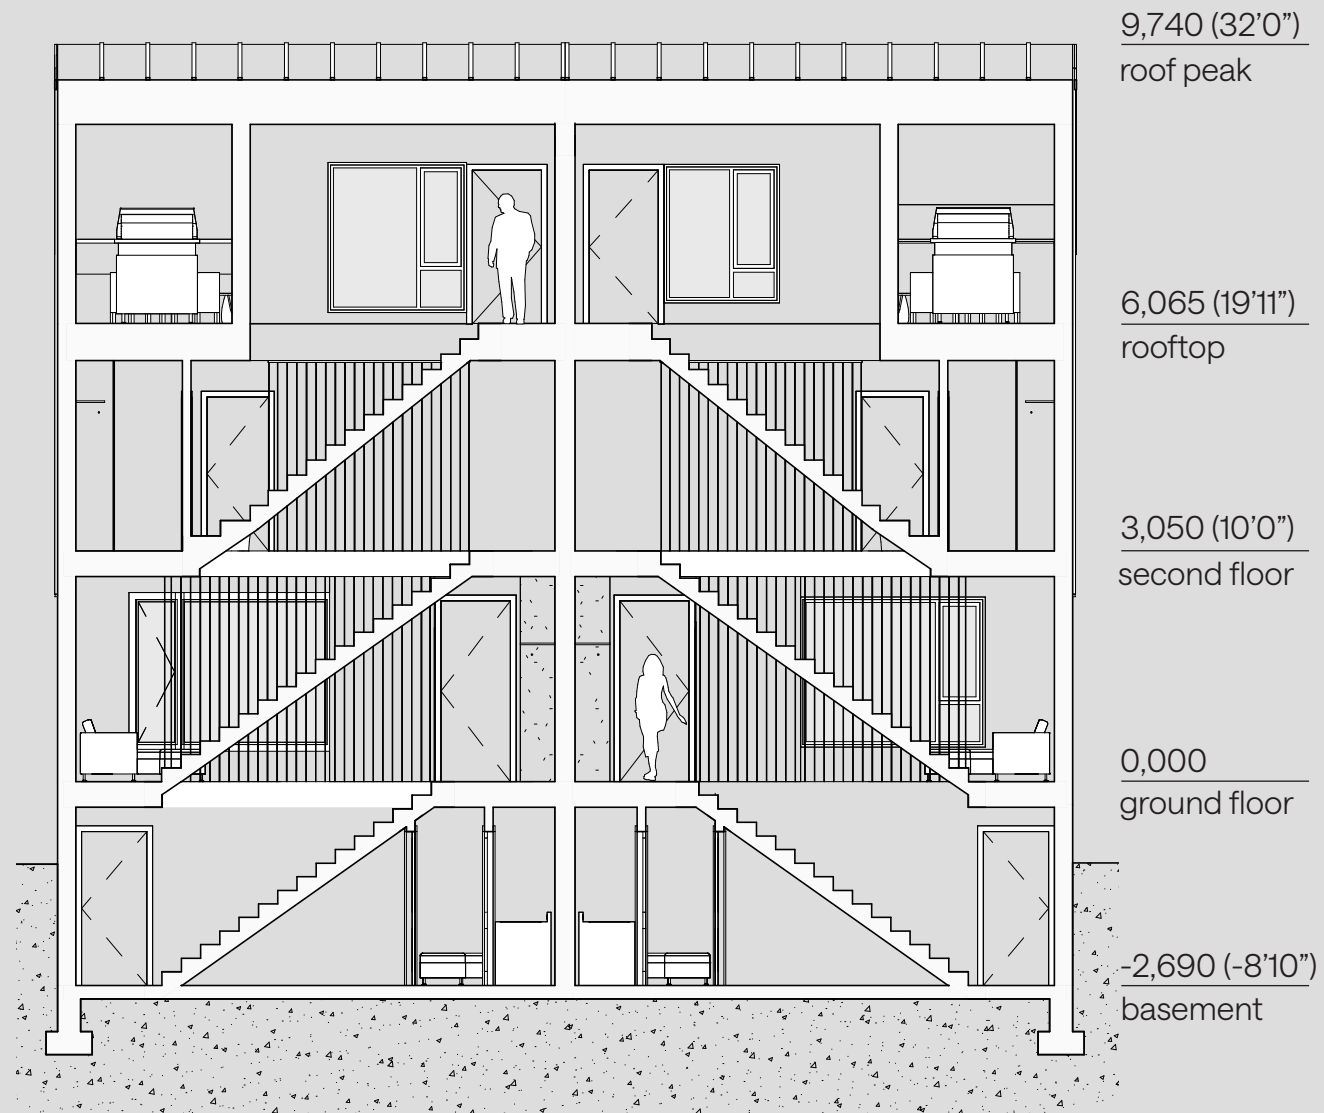 9,740 (32’0”)
roof peak
6,065 (19’11”)
rooftop
3,050 (10’0”)
second floor
0,000
ground floor
-2,690 (-8’10”)
basement